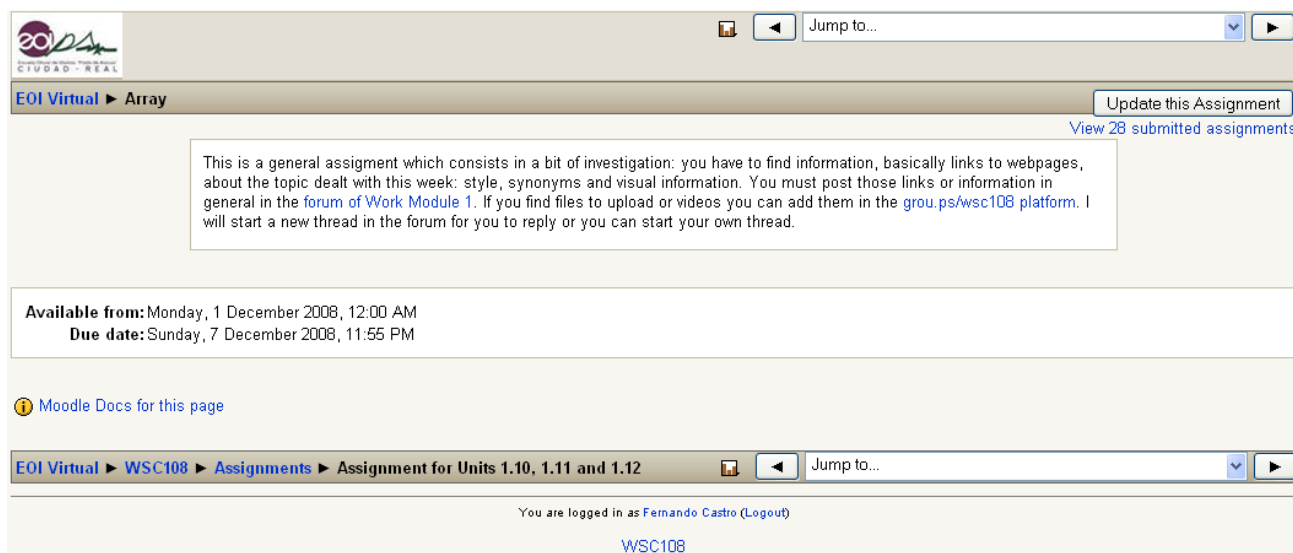 Jump to...
EOI
CIUDAD - REAL
EOI Virtual ► Array
Update this Assignment
View 28 submitted assignments
This is a general assigment which consists in a bit of investigation: you have to find information, basically links to webpages,
about the topic dealt with this week: style, synonyms and visual information. You must post those links or information in
general in the forum of Work Module 1. If you find files to upload or videos you can add them in the grou.ps/wsc108 platform. I
will start a new thread in the forum for you to reply or you can start your own thread.
Available from: Monday, 1 December 2008, 12:00 AM
Due date: Sunday, 7 December 2008, 11:55 PM
Moodle Docs for this page
EOI Virtual ► WSC108 ► Assignments ► Assignment for Units 1.10, 1.11 and 1.12
Jump to...
You are logged in as Fernando Castro (Logout)
WSC108